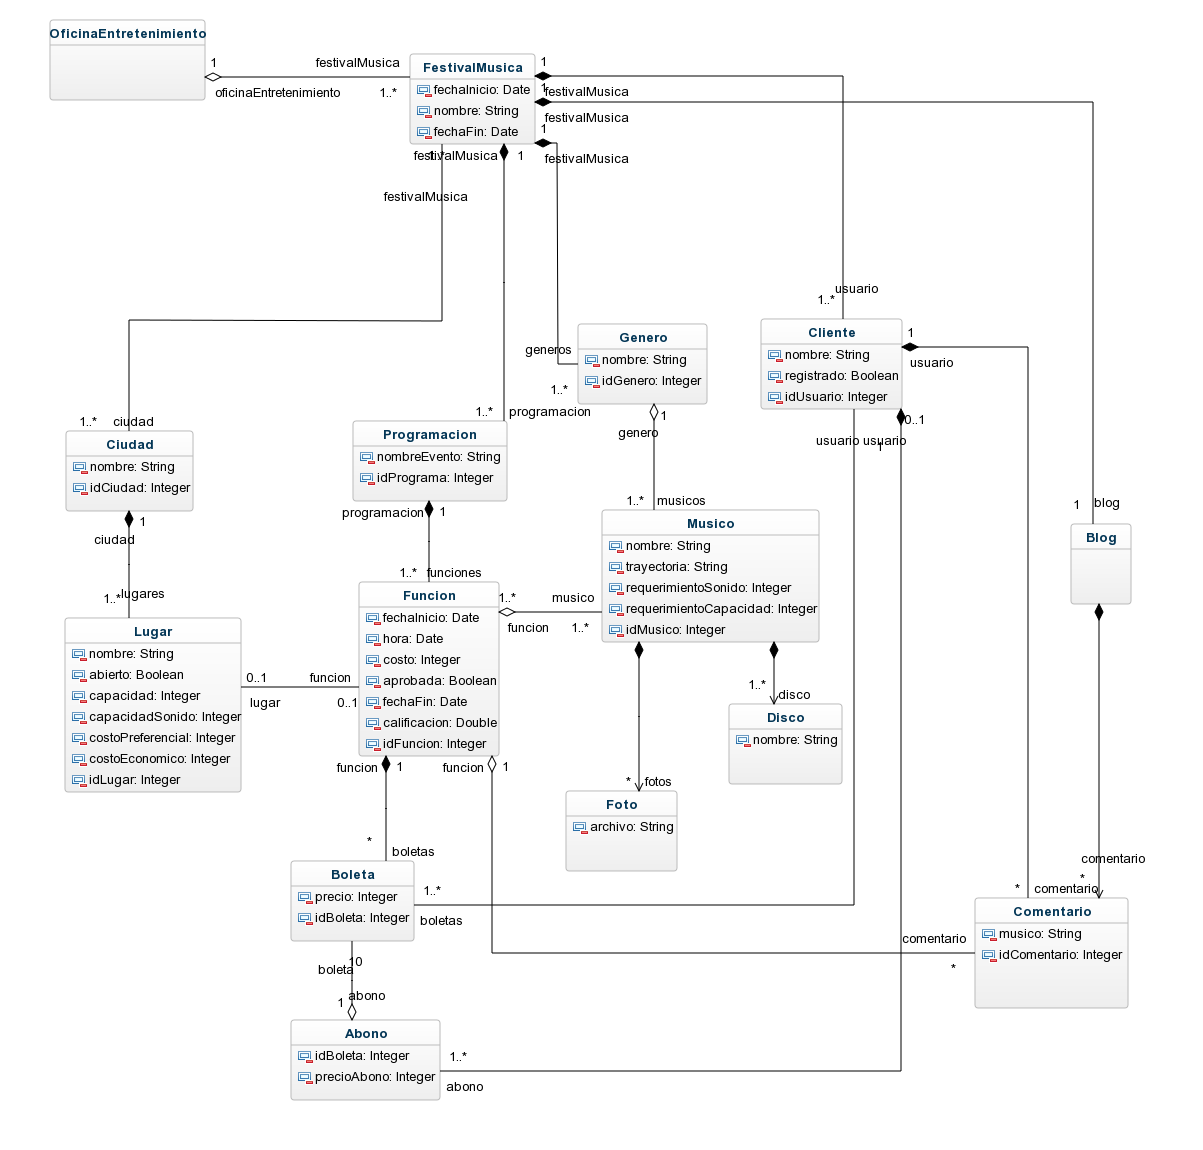 OficinaEntretenimiento
1
festivalMusica
oficinaEntretenimiento
1..*
FestivalMusica
fechaInicio: Date
nombre: String
fechaFin: Date
1
1
festivalMusica
festivalMusica
1
festivalMusica
festivalMusica
1
festivalMusica
usuario
1..*
generos
1..*
Genero
nombre: String
idGenero: Integer
1
genero
Cliente
nombre: String
registrado: Boolean
idUsuario: Integer
1
usuario
0..1
usuario
usuario
1
1..*
ciudad
Ciudad
nombre: String
idCiudad: Integer
1
ciudad
1..*
lugares
1..*
programacion
Programacion
nombreEvento: String
idPrograma: Integer
programacion
1
1..*
funciones
1..*
musicos
Musico
nombre: String
trayectoria: String
requerimientoSonido: Integer
requerimientoCapacidad: Integer
idMusico: Integer
1
blog
Blog
Lugar
nombre: String
abierto: Boolean
capacidad: Integer
capacidadSonido: Integer
costoPreferencial: Integer
costoEconomico: Integer
idLugar: Integer
0..1
lugar
funcion
0..1
Funcion
fechaInicio: Date
hora: Date
costo: Integer
aprobada: Boolean
fechaFin: Date
calificacion: Double
idFuncion: Integer
1..*
funcion
musico
1..*
1..*
disco
Disco
nombre: String
*
fotos
Foto
archivo: String
funcion
1
funcion
1
*
boletas
Boleta
precio: Integer
idBoleta: Integer
1..*
boletas
comentario
*
*
comentario
Comentario
musico: String
idComentario: Integer
comentario
*
10
boleta
abono
1
Abono
idBoleta: Integer
precioAbono: Integer
1..*
abono